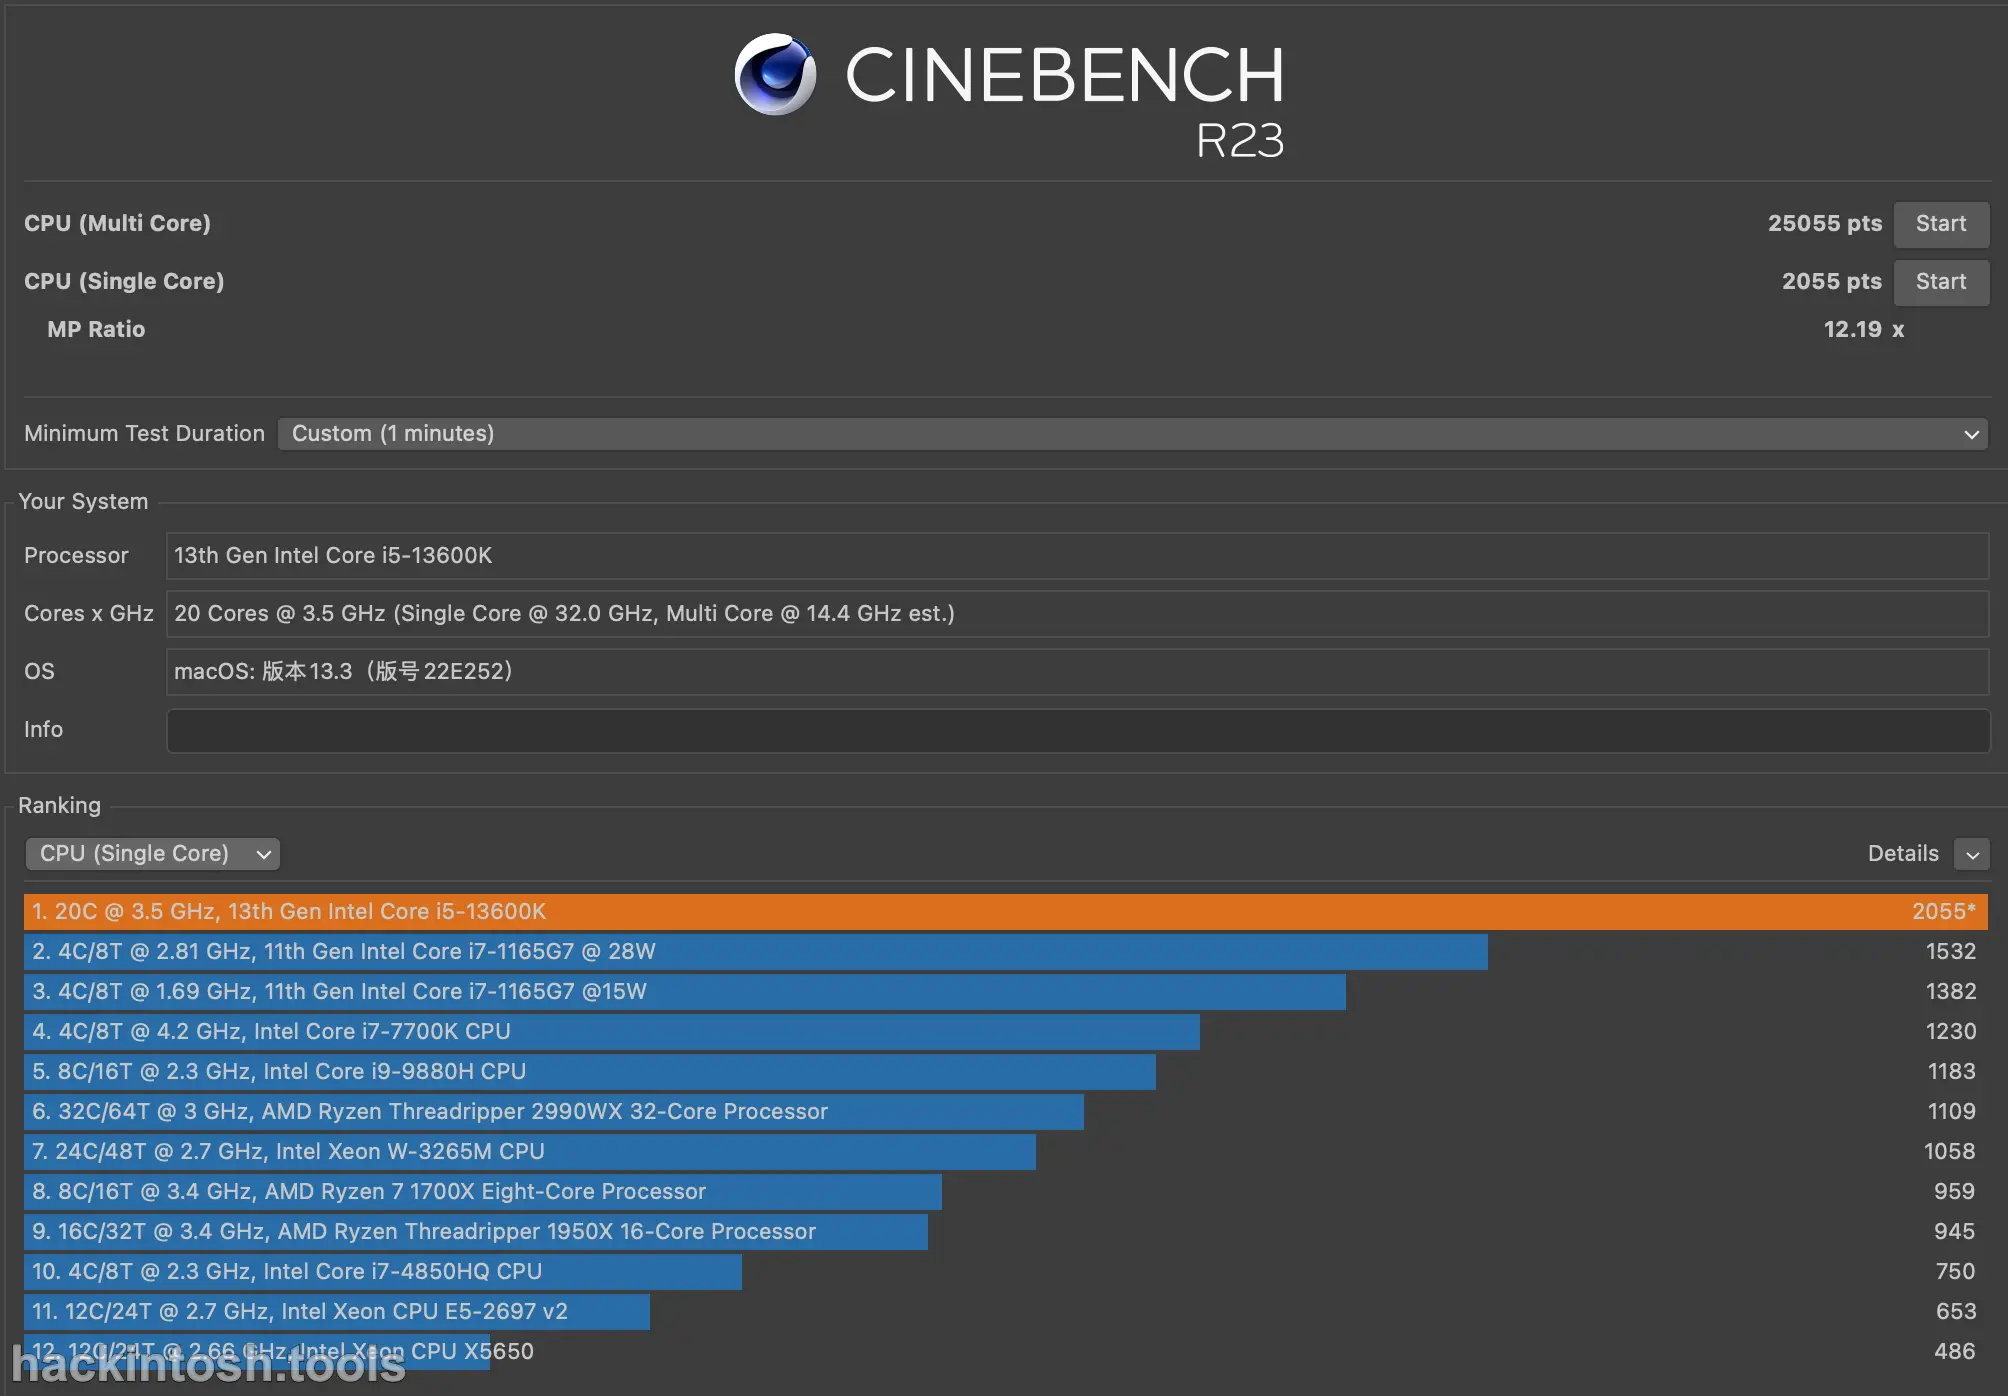 CINEBENCH
R23
CPU (Multi Core) 25055 pts Start
CPU (Single Core) 2055 pts Start
MP Ratio 12.19 x
Minimum Test Duration Custom (1 minutes)
Your System
Processor 13th Gen Intel Core i5-13600K
Cores x GHz 20 Cores @ 3.5 GHz (Single Core @ 32.0 GHz, Multi Core @ 14.4 GHz est.)
OS macOS: 版本13.3（版号22E252）
Info
Ranking
CPU (Single Core) Details
1. 20C @ 3.5 GHz, 13th Gen Intel Core i5-13600K 2055*
2. 4C/8T @ 2.81 GHz, 11th Gen Intel Core i7-1165G7 @ 28W 1532
3. 4C/8T @ 1.69 GHz, 11th Gen Intel Core i7-1165G7 @15W 1382
4. 4C/8T @ 4.2 GHz, Intel Core i7-7700K CPU 1230
5. 8C/16T @ 2.3 GHz, Intel Core i9-9880H CPU 1183
6. 32C/64T @ 3 GHz, AMD Ryzen Threadripper 2990WX 32-Core Processor 1109
7. 24C/48T @ 2.7 GHz, Intel Xeon W-3265M CPU 1058
8. 8C/16T @ 3.4 GHz, AMD Ryzen 7 1700X Eight-Core Processor 959
9. 16C/32T @ 3.4 GHz, AMD Ryzen Threadripper 1950X 16-Core Processor 945
10. 4C/8T @ 2.3 GHz, Intel Core i7-4850HQ CPU 750
11. 12C/24T @ 2.7 GHz, Intel Xeon CPU E5-2697 v2 653
12. 12C/24T @ 2.66 GHz, Intel Xeon CPU X5650 486
hackintosh.tools